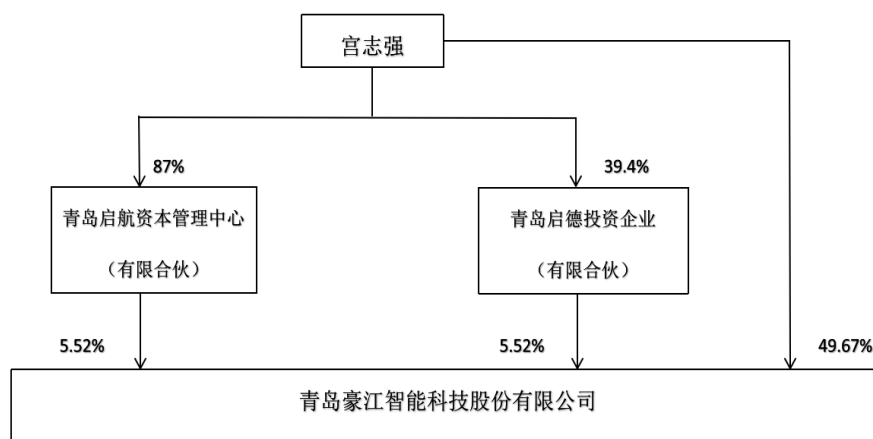 宫志强
87%
39.4%
青岛启航资本管理中心
（有限合伙）
青岛启德投资企业
（有限合伙）
5.52%
5.52%
49.67%
青岛豪江智能科技股份有限公司